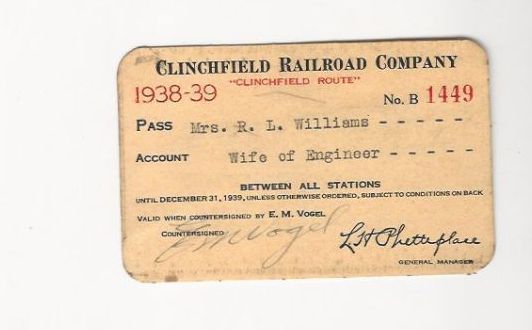 CLINCHFIELD RAILROAD COMPANY
"CLINCHFIELD ROUTE"
1938-39
No. B 1449
PASS Mrs. R. L. Williams - - - - -
ACCOUNT Wife of Engineer - - - - -
BETWEEN ALL STATIONS
UNTIL DECEMBER 31, 1939, UNLESS OTHERWISE ORDERED, SUBJECT TO CONDITIONS ON BACK
VALID WHEN COUNTERSIGNED BY E. M. VOGEL
COUNTERSIGNED EMVogel
LHPhetteplace
GENERAL MANAGER